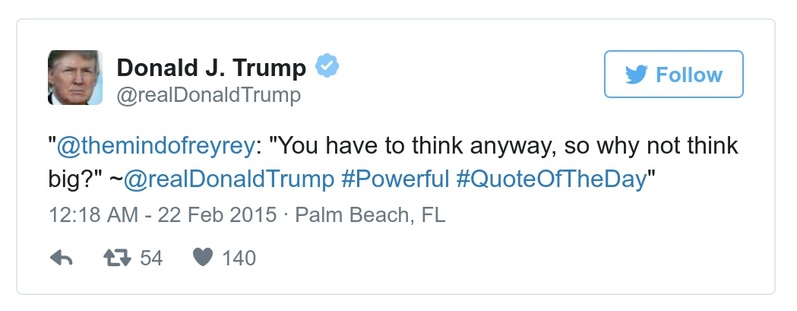 Donald J. Trump
@realDonaldTrump
Follow
"@themindofreyrey: "You have to think anyway, so why not think
big?" ~@realDonaldTrump #Powerful #QuoteOfTheDay"
12:18 AM - 22 Feb 2015 · Palm Beach, FL
54 140